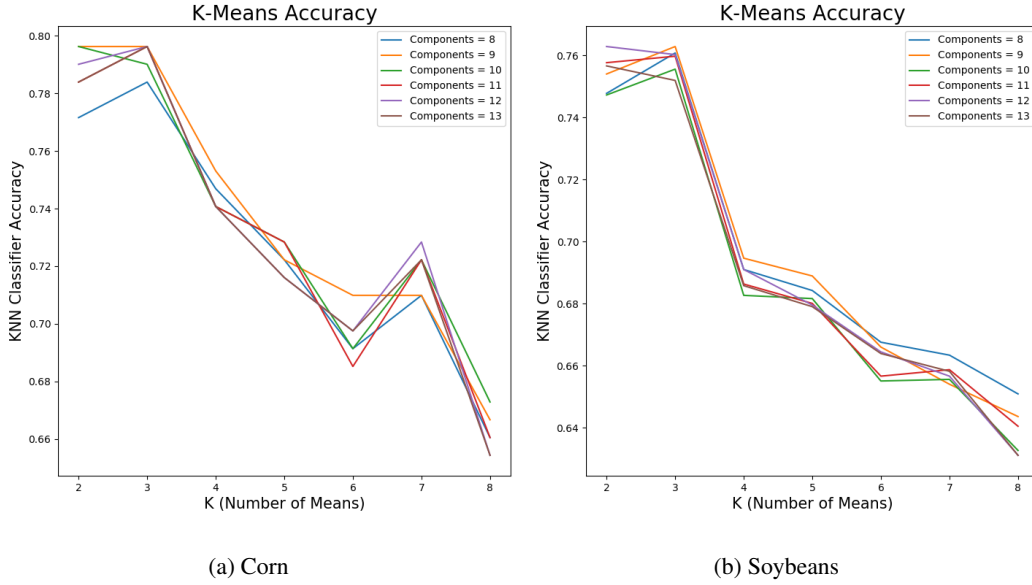 K-Means Accuracy
KNN Classifier Accuracy
0.80
0.78
0.76
0.74
0.72
0.70
0.68
0.66
2 3 4 5 6 7 8
K (Number of Means)
Components = 8
Components = 9
Components = 10
Components = 11
Components = 12
Components = 13
(a) Corn
K-Means Accuracy
KNN Classifier Accuracy
0.76
0.74
0.72
0.70
0.68
0.66
0.64
2 3 4 5 6 7 8
K (Number of Means)
Components = 8
Components = 9
Components = 10
Components = 11
Components = 12
Components = 13
(b) Soybeans